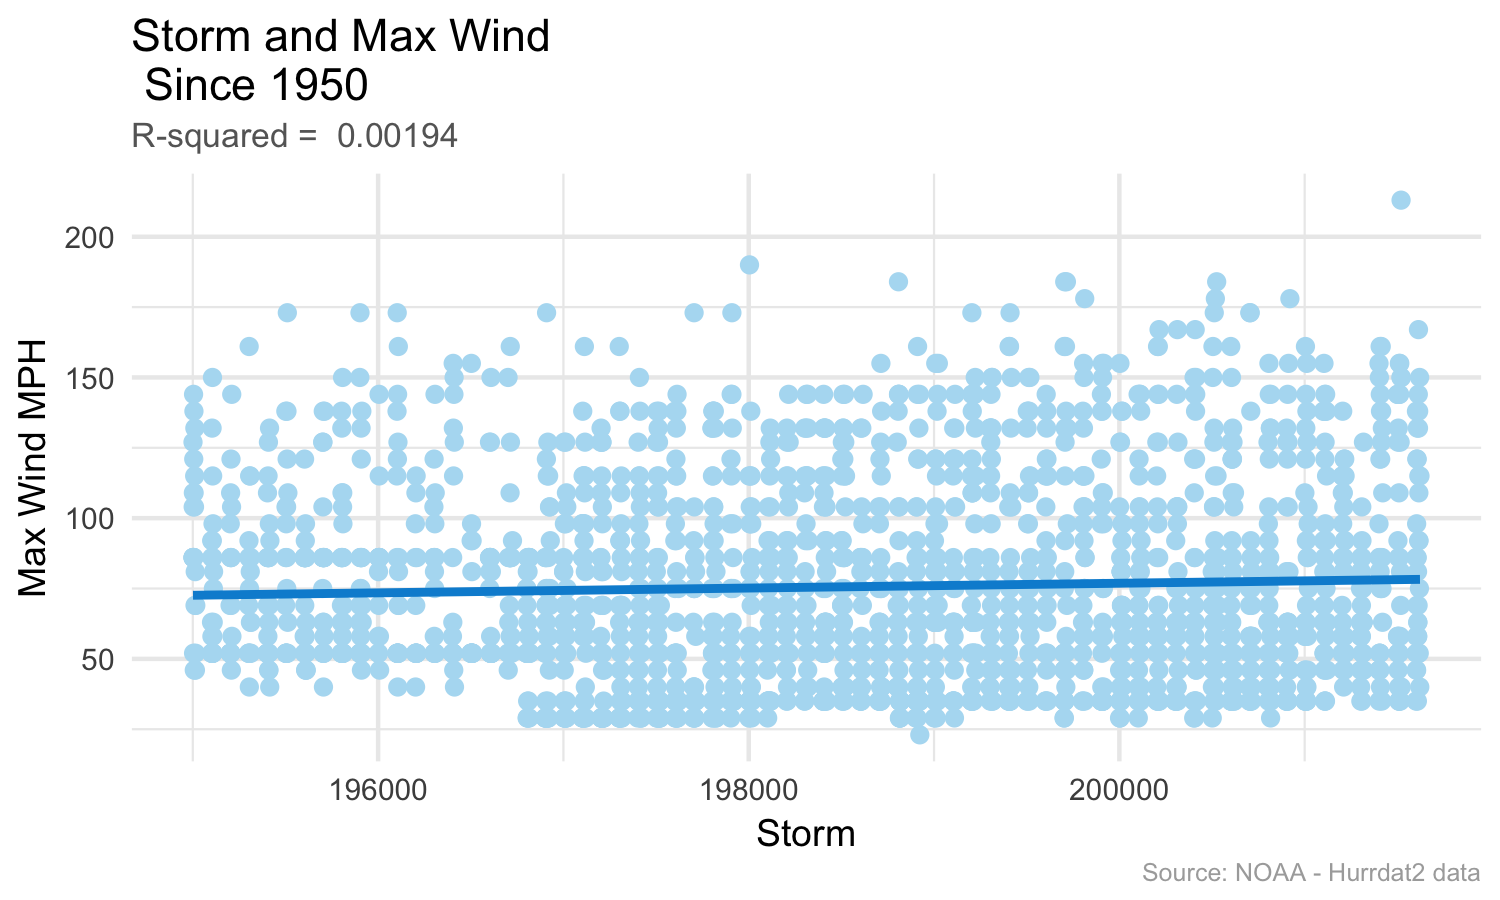 Storm and Max Wind
Since 1950
R-squared = 0.00194
Max Wind MPH
200
150
100
50
196000
198000
200000
Storm
Source: NOAA - Hurrdat2 data